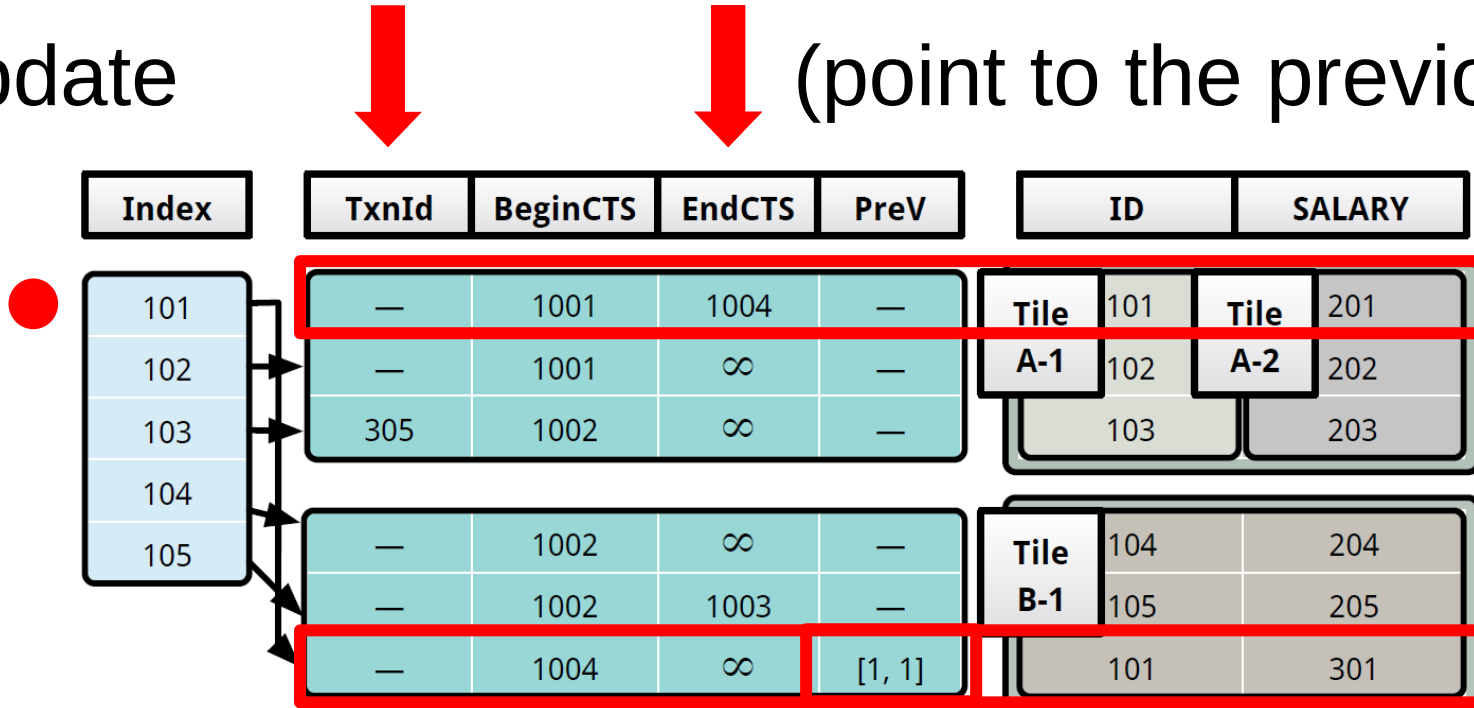 pdate (point to the previo
Index TxnId BeginCTS EndCTS PreV ID SALARY
101 — 1001 1004 — Tile A-1 101 Tile A-2 201
102 — 1001 ∞ — 102 202
103 305 1002 ∞ — 103 203
104 — 1002 ∞ — Tile B-1 104 204
105 — 1002 1003 — 105 205
— 1004 ∞ [1, 1] 101 301